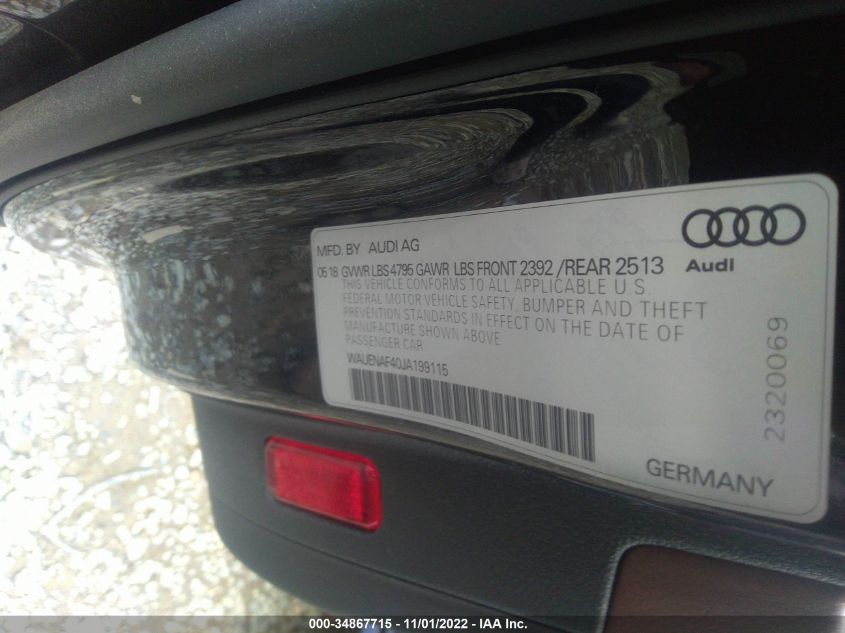 MFD. BY AUDI AG
05 18 GVWR LBS 4795 GAWR LBS FRONT 2392 /REAR 2513
THIS VEHICLE CONFORMS TO ALL APPLICABLE U.S.
FEDERAL MOTOR VEHICLE SAFETY, BUMPER AND THEFT
PREVENTION STANDARDS IN EFFECT ON THE DATE OF
MANUFACTURE SHOWN ABOVE
PASSENGER CAR
WAUENAF40JA199115
Audi
2320069
GERMANY
000-34867715 - 11/01/2022 - IAA Inc.